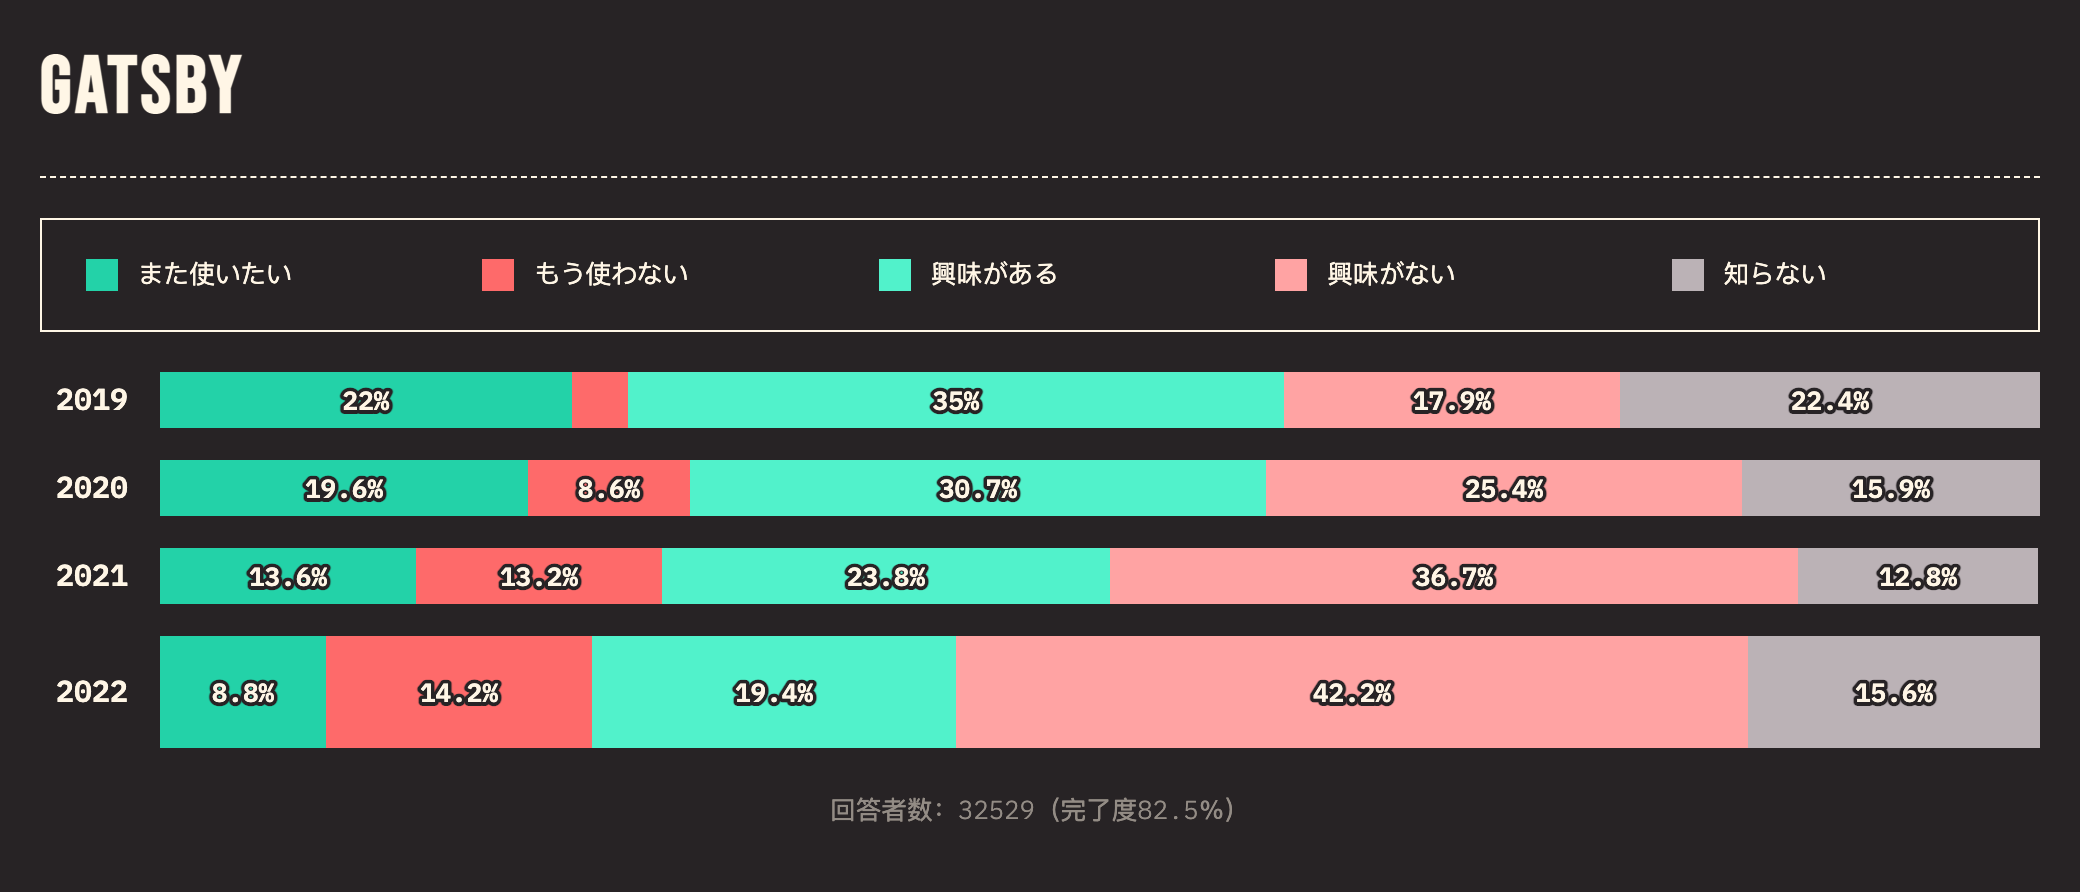 GATSBY
また使いたい もう使わない 興味がある 興味がない 知らない
2019 22% 35% 17.9% 22.4%
2020 19.6% 8.6% 30.7% 25.4% 15.9%
2021 13.6% 13.2% 23.8% 36.7% 12.8%
2022 8.8% 14.2% 19.4% 42.2% 15.6%
回答者数: 32529 (完了度82.5%)